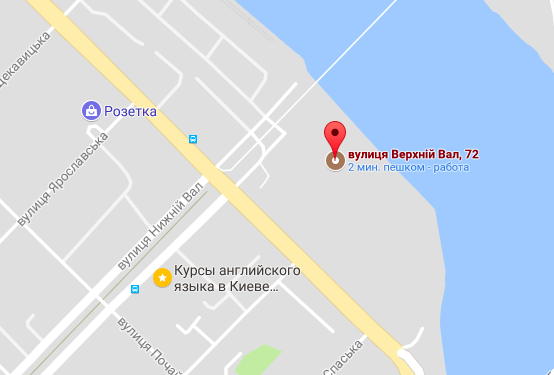 Щекавицька
Розетка
вулиця Ярославська
вулиця Верхній Вал, 72
2 мин. пешком - работа
вулиця Нижній Вал
Курсы английского
языка в Киеве...
вулиця Почай
Спаська